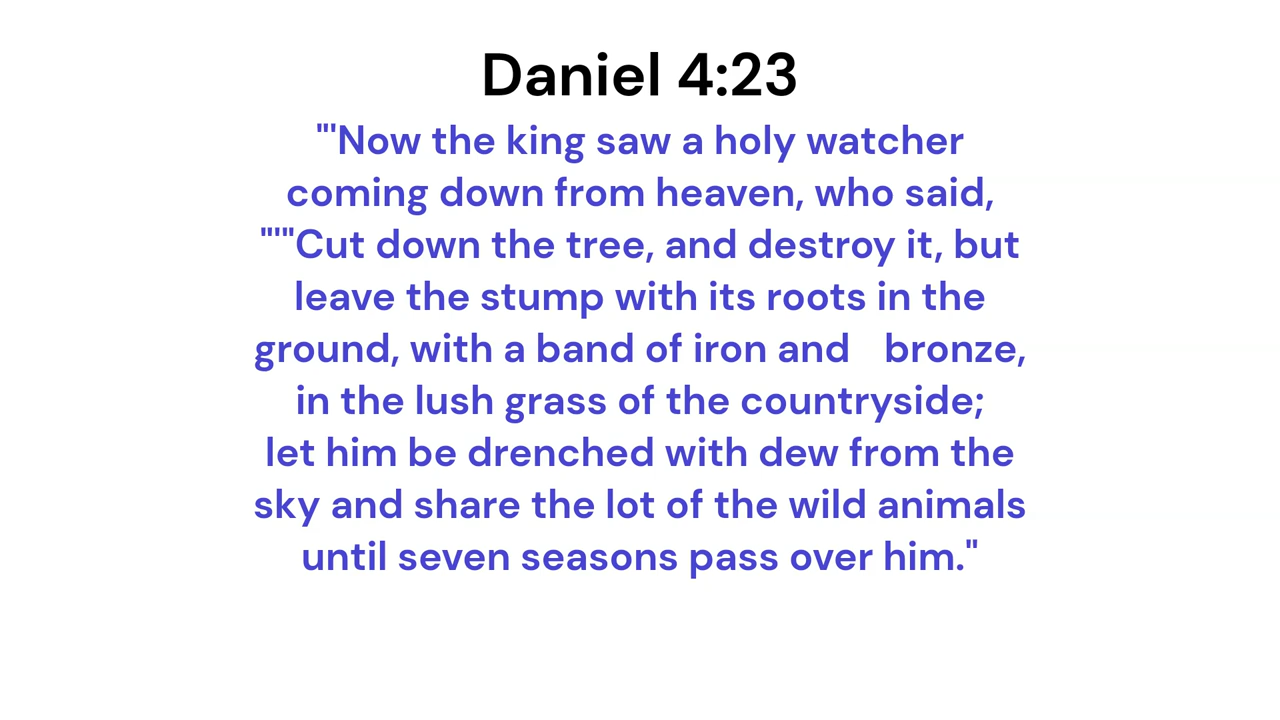 Daniel 4:23
"'Now the king saw a holy watcher
coming down from heaven, who said,
"'"Cut down the tree, and destroy it, but
leave the stump with its roots in the
ground, with a band of iron and   bronze,
in the lush grass of the countryside;
let him be drenched with dew from the
sky and share the lot of the wild animals
until seven seasons pass over him."